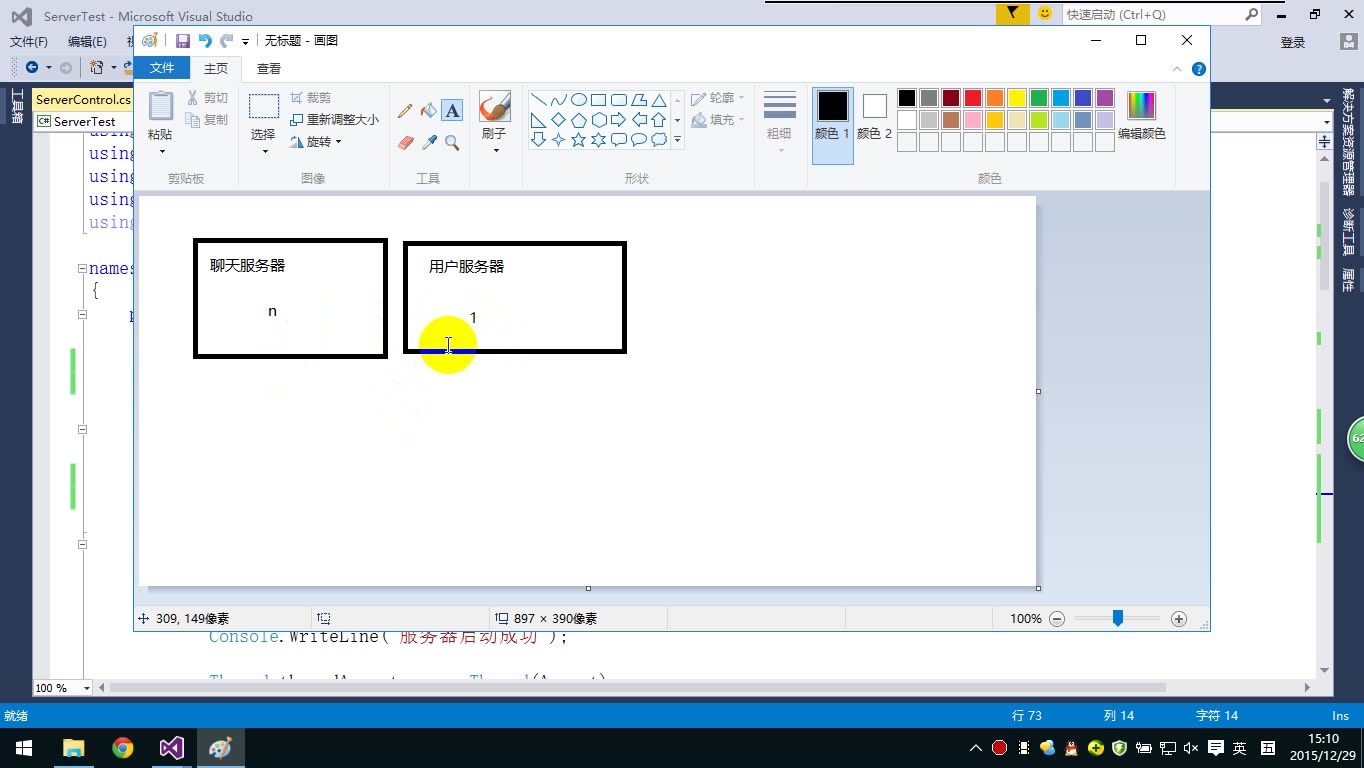 ServerTest - Microsoft Visual Studio
快速启动 (Ctrl+Q)
文件(F)
编辑(E)
登录
无标题 - 画图
文件
主页
查看
粘贴
剪切
复制
剪贴板
选择
裁剪
重新调整大小
旋转
图像
A
工具
刷子
形状
轮廓
填充
粗细
颜色 1
颜色 2
编辑颜色
颜色
工具箱
ServerControl.cs
C# ServerTest
using
using
using
using
names
{
解决方案资源管理器
诊断工具
属性
聊天服务器
n
用户服务器
1
62
309, 149像素
897 × 390像素
100%
Console.WriteLine("服务器启动成功");
100 %
就绪
行 73
列 14
字符 14
Ins
英
五
15:10
2015/12/29